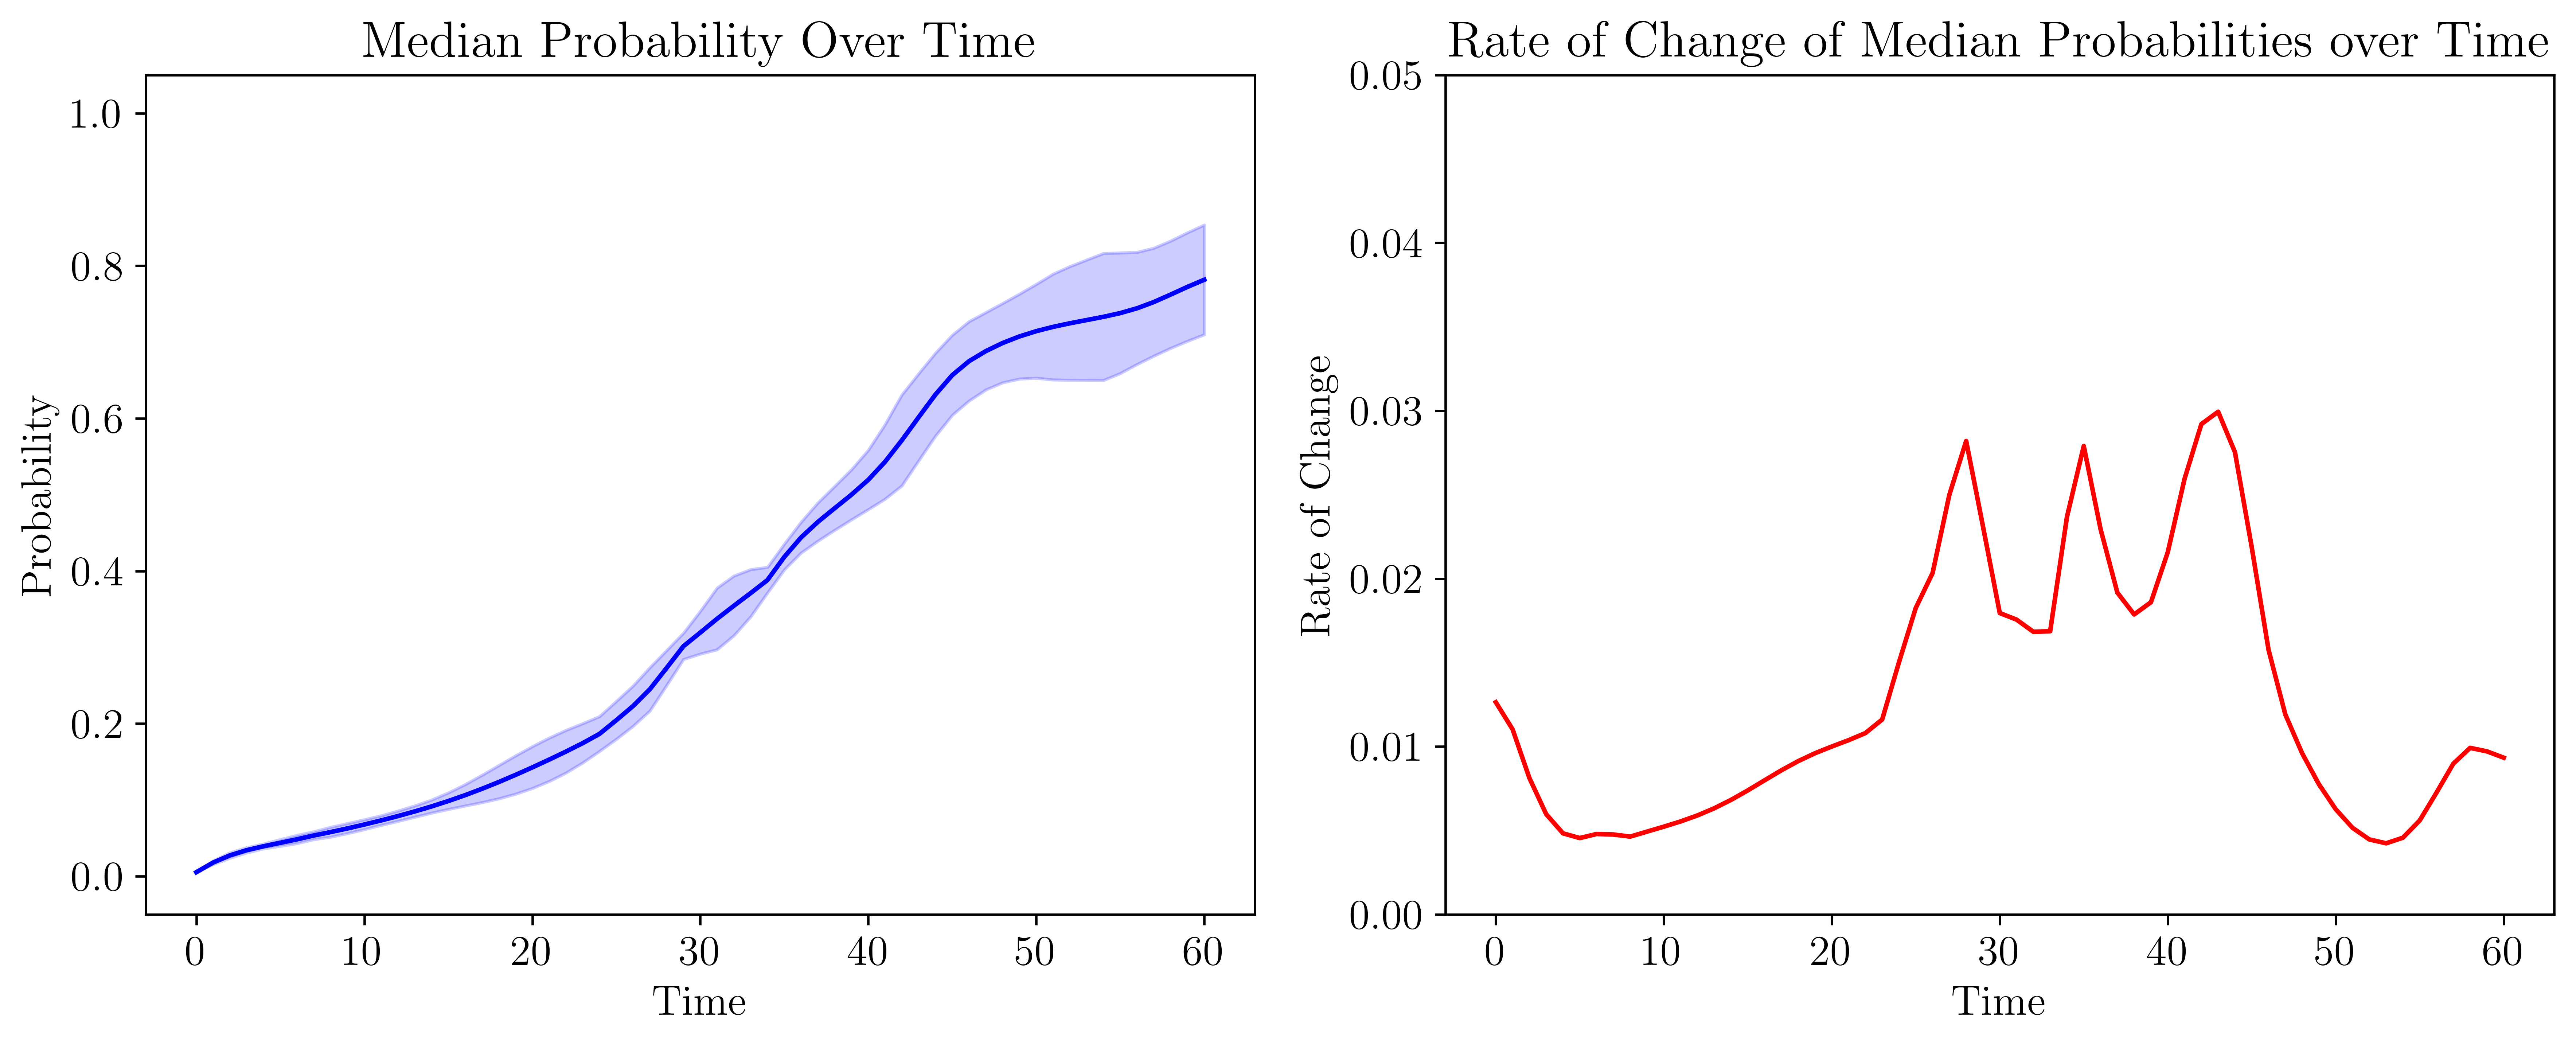 Median Probability Over Time
Probability
1.0
0.8
0.6
0.4
0.2
0.0
0 10 20 30 40 50 60
Time
Rate of Change of Median Probabilities over Time
Rate of Change
0.05
0.04
0.03
0.02
0.01
0.00
0 10 20 30 40 50 60
Time